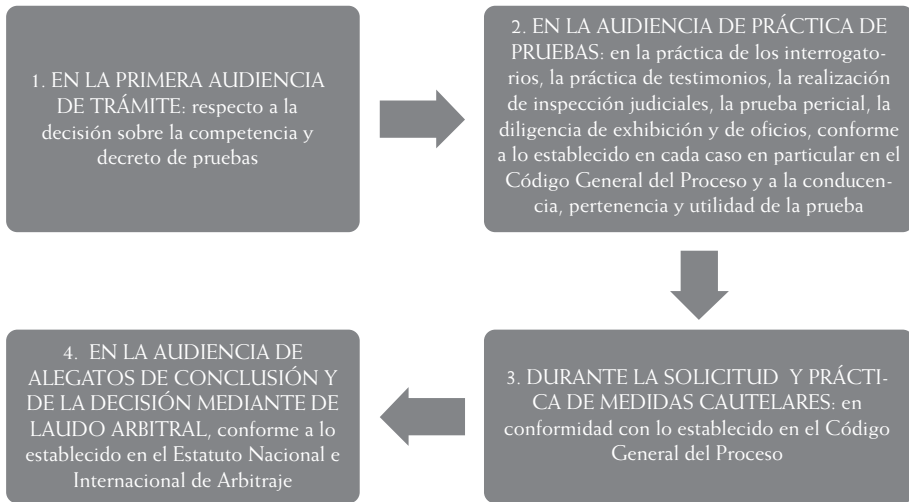 1. EN LA PRIMERA AUDIENCIA
DE TRÁMITE: respecto a la
decisión sobre la competencia y
decreto de pruebas
2. EN LA AUDIENCIA DE PRÁCTICA DE
PRUEBAS: en la práctica de los interrogato-
rios, la práctica de testimonios, la realización
de inspección judiciales, la prueba pericial, la
diligencia de exhibición y de oficios, conforme
a lo establecido en cada caso en particular en el
Código General del Proceso y a la conducen-
cia, pertenencia y utilidad de la prueba
3. DURANTE LA SOLICITUD Y PRÁCTI-
CA DE MEDIDAS CAUTELARES: en
conformidad con lo establecido en el Código
General del Proceso
4. EN LA AUDIENCIA DE
ALEGATOS DE CONCLUSIÓN Y
DE LA DECISIÓN MEDIANTE DE
LAUDO ARBITRAL, conforme a lo
establecido en el Estatuto Nacional e
Internacional de Arbitraje